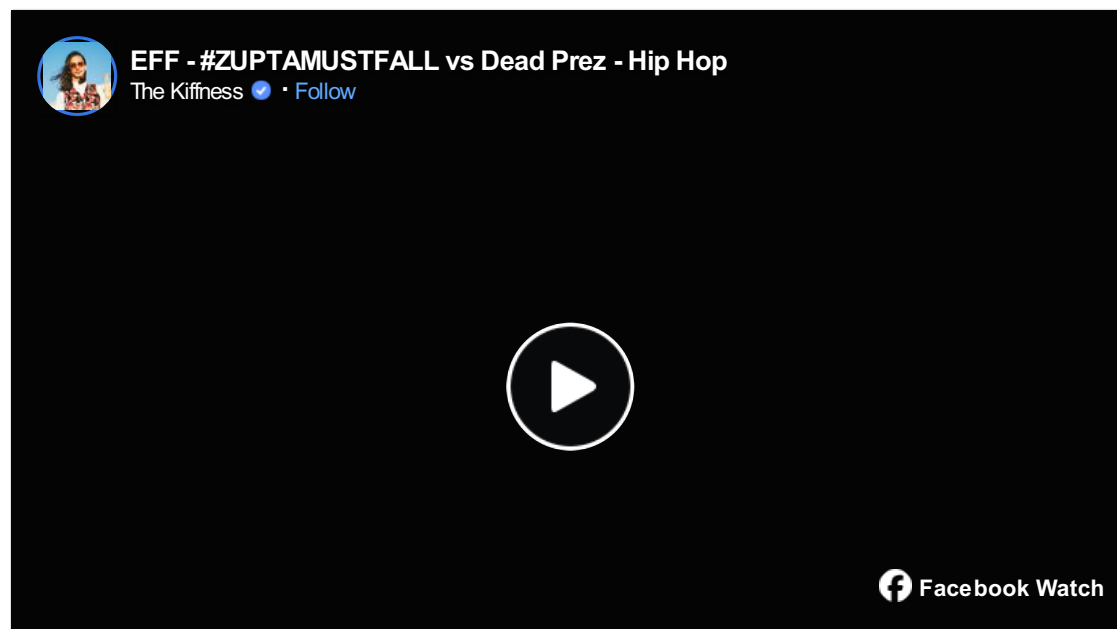 EFF - #ZUPTAMUSTFALL vs Dead Prez - Hip Hop
The Kiffness · Follow
Facebook Watch